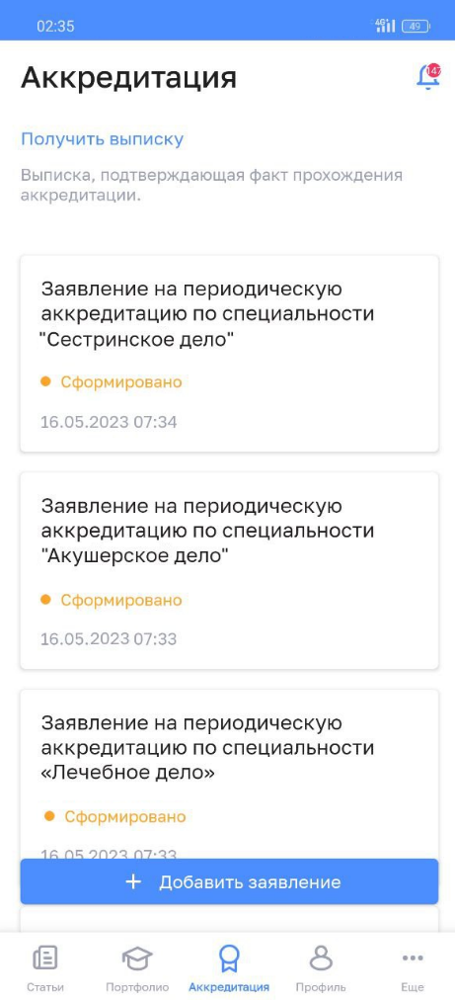 02:35
4G+
49
Аккредитация
147
Получить выписку
Выписка, подтверждающая факт прохождения
аккредитации.
Заявление на периодическую
аккредитацию по специальности
"Сестринское дело"
Сформировано
16.05.2023 07:34
Заявление на периодическую
аккредитацию по специальности
"Акушерское дело"
Сформировано
16.05.2023 07:33
Заявление на периодическую
аккредитацию по специальности
«Лечебное дело»
Сформировано
16.05.2023 07:33
+ Добавить заявление
Статьи Портфолио Аккредитация Профиль Еще